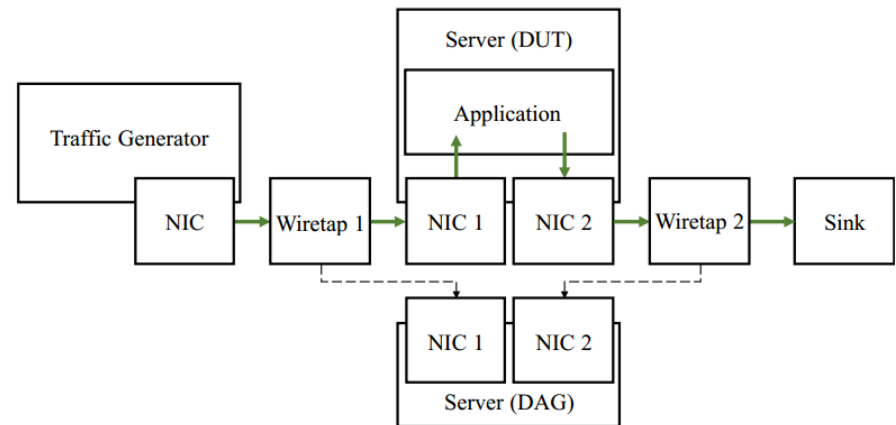 Server (DUT)
Application
Traffic Generator
NIC
Wiretap 1
NIC 1
NIC 2
Wiretap 2
Sink
NIC 1
NIC 2
Server (DAG)